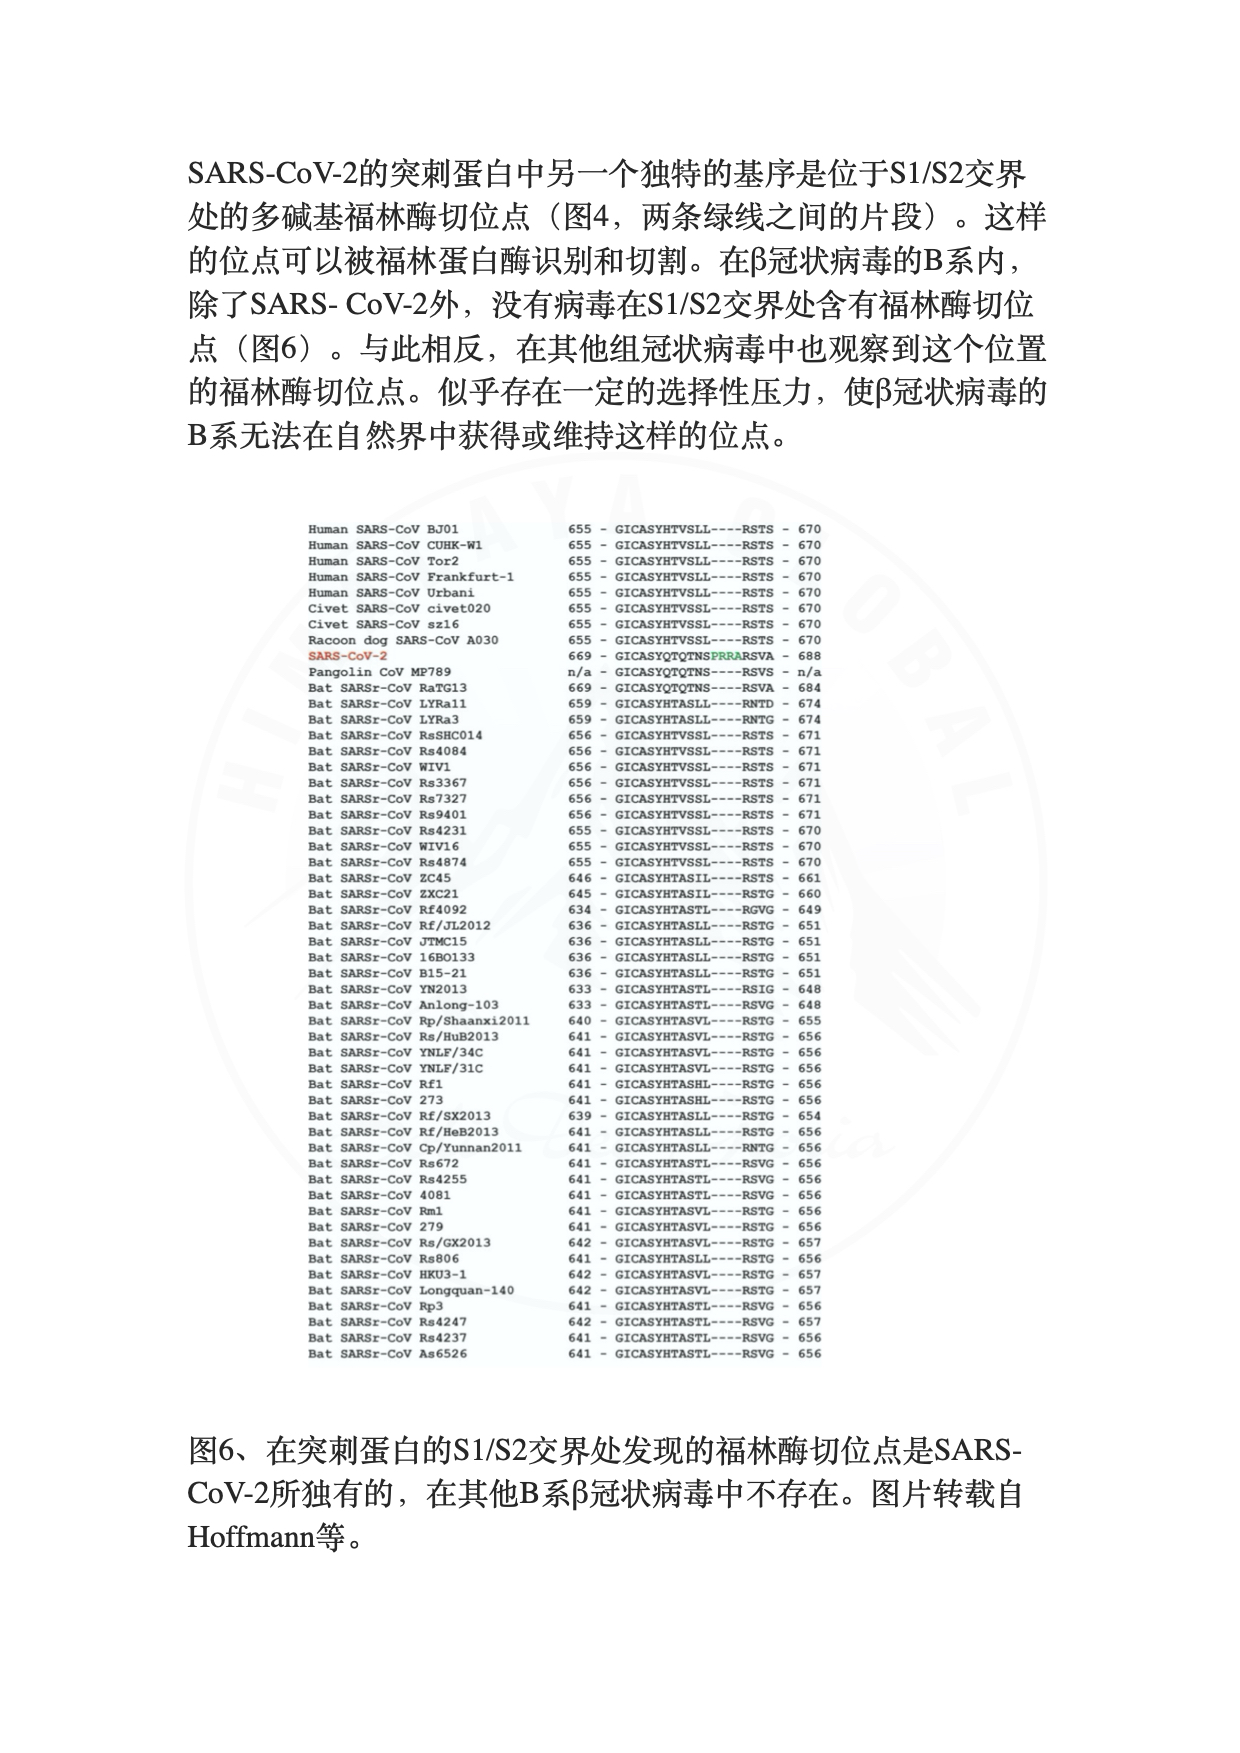 SARS-CoV-2的突刺蛋白中另一个独特的基序是位于S1/S2交界
处的多碱基福林酶切位点（图4，两条绿线之间的片段）。这样
的位点可以被福林蛋白酶识别和切割。在β冠状病毒的B系内，
除了SARS- CoV-2外，没有病毒在S1/S2交界处含有福林酶切位
点（图6）。与此相反，在其他组冠状病毒中也观察到这个位置
的福林酶切位点。似乎存在一定的选择性压力，使β冠状病毒的
B系无法在自然界中获得或维持这样的位点。
Human SARS-CoV BJ01 655 - GICASYHTVSLL----RSTS - 670
Human SARS-CoV CUHK-W1 655 - GICASYHTVSLL----RSTS - 670
Human SARS-CoV Tor2 655 - GICASYHTVSLL----RSTS - 670
Human SARS-CoV Frankfurt-1 655 - GICASYHTVSLL----RSTS - 670
Human SARS-CoV Urbani 655 - GICASYHTVSLL----RSTS - 670
Civet SARS-CoV civet020 655 - GICASYHTVSSL----RSTS - 670
Civet SARS-CoV sz16 655 - GICASYHTVSSL----RSTS - 670
Racoon dog SARS-CoV A030 655 - GICASYHTVSSL----RSTS - 670
SARS-CoV-2 669 - GICASYQTQTNSPRRARSVA - 688
Pangolin CoV MP789 n/a - GICASYQTQTNS----RSVS - n/a
Bat SARSr-CoV RaTG13 669 - GICASYQTQTNS----RSVA - 684
Bat SARSr-CoV LYRa11 659 - GICASYHTASLL----RNTD - 674
Bat SARSr-CoV LYRa3 659 - GICASYHTASLL----RNTG - 674
Bat SARSr-CoV RsSHC014 656 - GICASYHTVSSL----RSTS - 671
Bat SARSr-CoV Rs4084 656 - GICASYHTVSSL----RSTS - 671
Bat SARSr-CoV WIV1 656 - GICASYHTVSSL----RSTS - 671
Bat SARSr-CoV Rs3367 656 - GICASYHTVSSL----RSTS - 671
Bat SARSr-CoV Rs7327 656 - GICASYHTVSSL----RSTS - 671
Bat SARSr-CoV Rs9401 656 - GICASYHTVSSL----RSTS - 671
Bat SARSr-CoV Rs4231 655 - GICASYHTVSSL----RSTS - 670
Bat SARSr-CoV WIV16 655 - GICASYHTVSSL----RSTS - 670
Bat SARSr-CoV Rs4874 655 - GICASYHTVSSL----RSTS - 670
Bat SARSr-CoV ZC45 646 - GICASYHTASIL----RSTS - 661
Bat SARSr-CoV ZXC21 645 - GICASYHTASIL----RSTG - 660
Bat SARSr-CoV Rf4092 634 - GICASYHTASTL----RGVG - 649
Bat SARSr-CoV Rf/JL2012 636 - GICASYHTASLL----RSTG - 651
Bat SARSr-CoV JTMC15 636 - GICASYHTASLL----RSTG - 651
Bat SARSr-CoV 16BO133 636 - GICASYHTASLL----RSTG - 651
Bat SARSr-CoV B15-21 636 - GICASYHTASLL----RSTG - 651
Bat SARSr-CoV YN2013 633 - GICASYHTASTL----RSIG - 648
Bat SARSr-CoV Anlong-103 633 - GICASYHTASTL----RSVG - 648
Bat SARSr-CoV Rp/Shaanxi2011 640 - GICASYHTASVL----RSTG - 655
Bat SARSr-CoV Rs/HuB2013 641 - GICASYHTASVL----RSTG - 656
Bat SARSr-CoV YNLF/34C 641 - GICASYHTASVL----RSTG - 656
Bat SARSr-CoV YNLF/31C 641 - GICASYHTASVL----RSTG - 656
Bat SARSr-CoV Rf1 641 - GICASYHTASHL----RSTG - 656
Bat SARSr-CoV 273 641 - GICASYHTASHL----RSTG - 656
Bat SARSr-CoV Rf/SX2013 639 - GICASYHTASLL----RSTG - 654
Bat SARSr-CoV Rf/HeB2013 641 - GICASYHTASLL----RSTG - 656
Bat SARSr-CoV Cp/Yunnan2011 641 - GICASYHTASLL----RNTG - 656
Bat SARSr-CoV Rs672 641 - GICASYHTASTL----RSVG - 656
Bat SARSr-CoV Rs4255 641 - GICASYHTASTL----RSVG - 656
Bat SARSr-CoV 4081 641 - GICASYHTASTL----RSVG - 656
Bat SARSr-CoV Rm1 641 - GICASYHTASVL----RSTG - 656
Bat SARSr-CoV 279 641 - GICASYHTASVL----RSTG - 656
Bat SARSr-CoV Rs/GX2013 642 - GICASYHTASVL----RSTG - 657
Bat SARSr-CoV Rs806 641 - GICASYHTASLL----RSTG - 656
Bat SARSr-CoV HKU3-1 642 - GICASYHTASVL----RSTG - 657
Bat SARSr-CoV Longquan-140 642 - GICASYHTASVL----RSTG - 657
Bat SARSr-CoV Rp3 641 - GICASYHTASTL----RSVG - 656
Bat SARSr-CoV Rs4247 642 - GICASYHTASTL----RSVG - 657
Bat SARSr-CoV Rs4237 641 - GICASYHTASTL----RSVG - 656
Bat SARSr-CoV As6526 641 - GICASYHTASTL----RSVG - 656
图6、在突刺蛋白的S1/S2交界处发现的福林酶切位点是SARS-
CoV-2所独有的，在其他B系β冠状病毒中不存在。图片转载自
Hoffmann等。